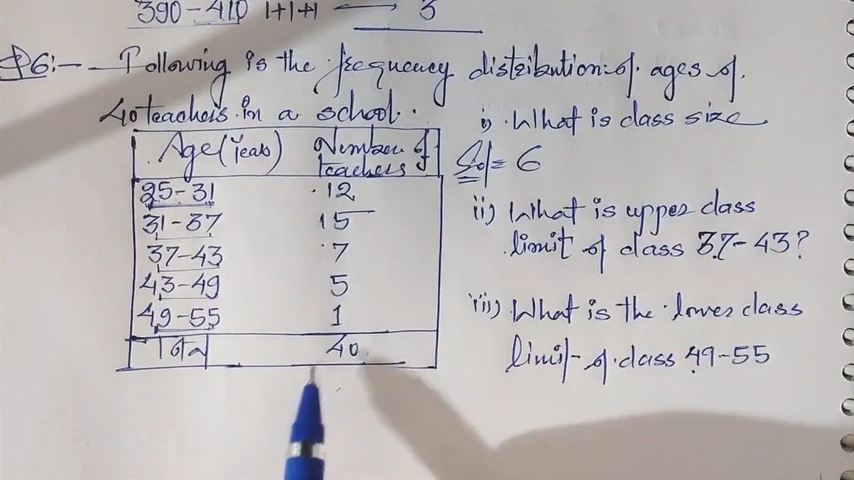 390-410 1+1+1 → 3
Q6:- Following is the frequency distribution of ages of
40 teachers in a school.
i) What is class size
Age (Year) Number of teachers
Sol= 6
25-31 12
31-37 15
37-43 7
43-49 5
49-55 1
Total 40
ii) What is upper class
limit of class 37-43?
iii) What is the lower class
limit of class 49-55